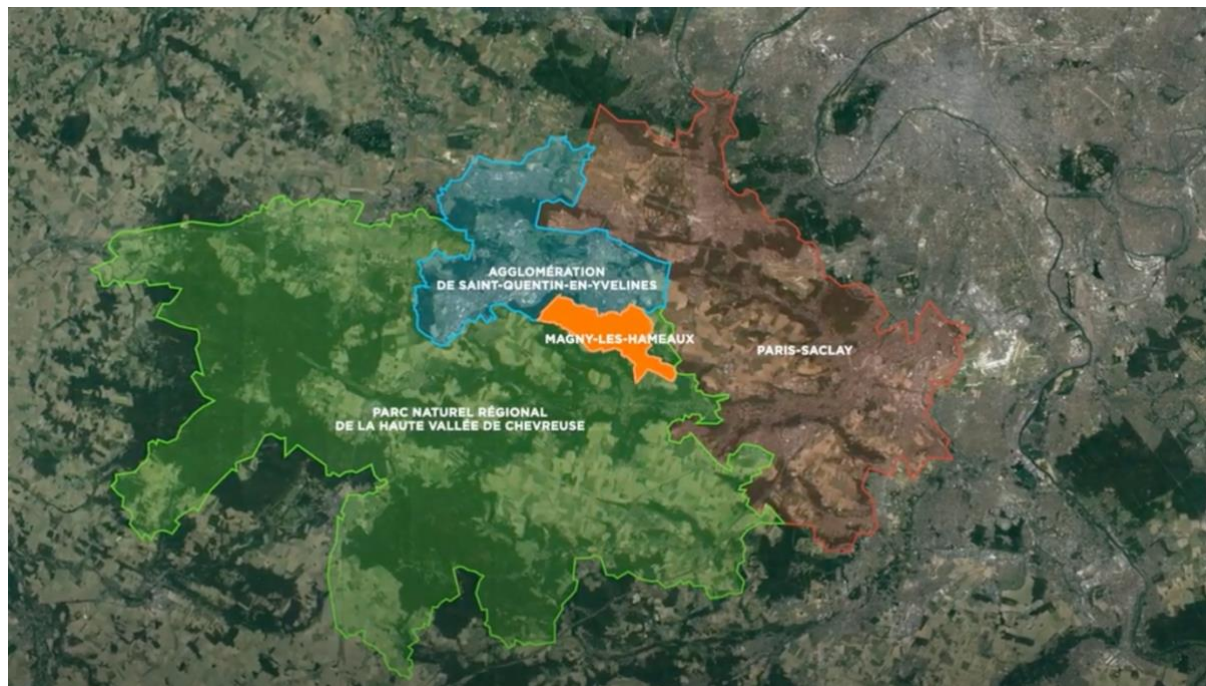 AGGLOMÉRATION
DE SAINT-QUENTIN-EN-YVELINES
MAGNY-LES-HAMEAUX
PARIS-SACLAY
PARC NATUREL RÉGIONAL
DE LA HAUTE VALLÉE DE CHEVREUSE